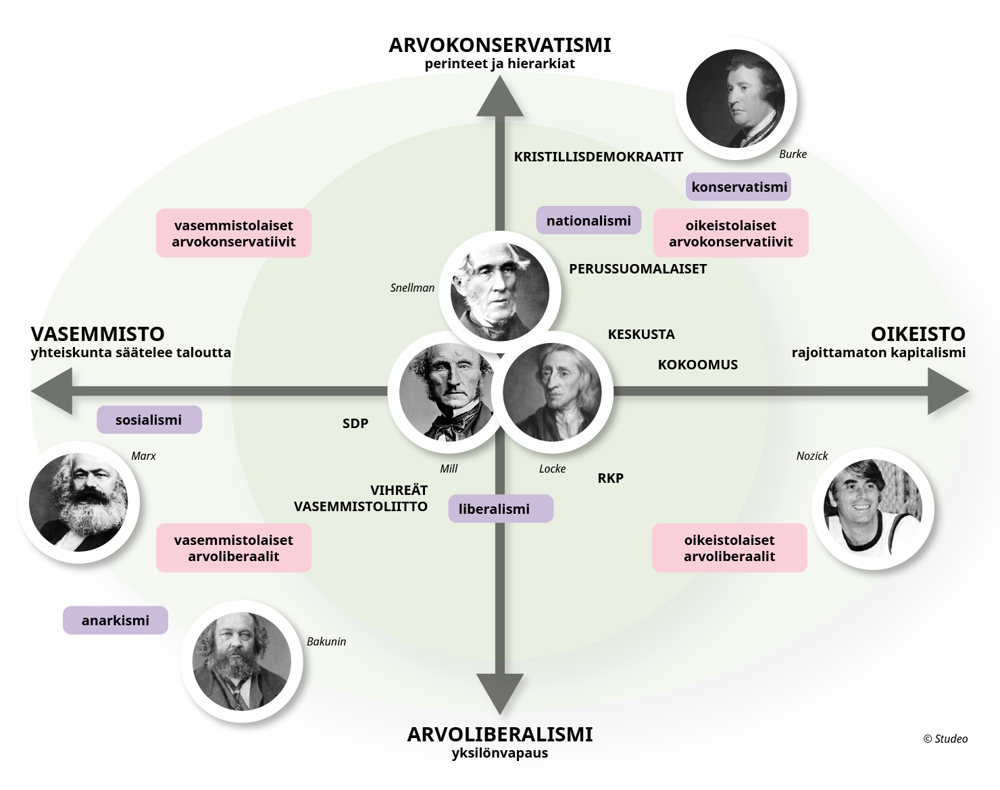 ARVOKONSERVATISMI
perinteet ja hierarkiat
Burke
KRISTILLISDEMOKRAATIT
konservatismi
nationalismi
vasemmistolaiset
arvokonservatiivit
oikeistolaiset
arvokonservatiivit
PERUSSUOMALAISET
Snellman
VASEMMISTO
yhteiskunta säätelee taloutta
KESKUSTA
KOKOOMUS
OIKEISTO
rajoittamaton kapitalismi
sosialismi
SDP
Marx
Mill
Locke
RKP
Nozick
VIHREÄT
VASEMMISTOLIITTO
liberalismi
vasemmistolaiset
arvoliberaalit
oikeistolaiset
arvoliberaalit
anarkismi
Bakunin
ARVOLIBERALISMI
yksilönvapaus
© Studeo